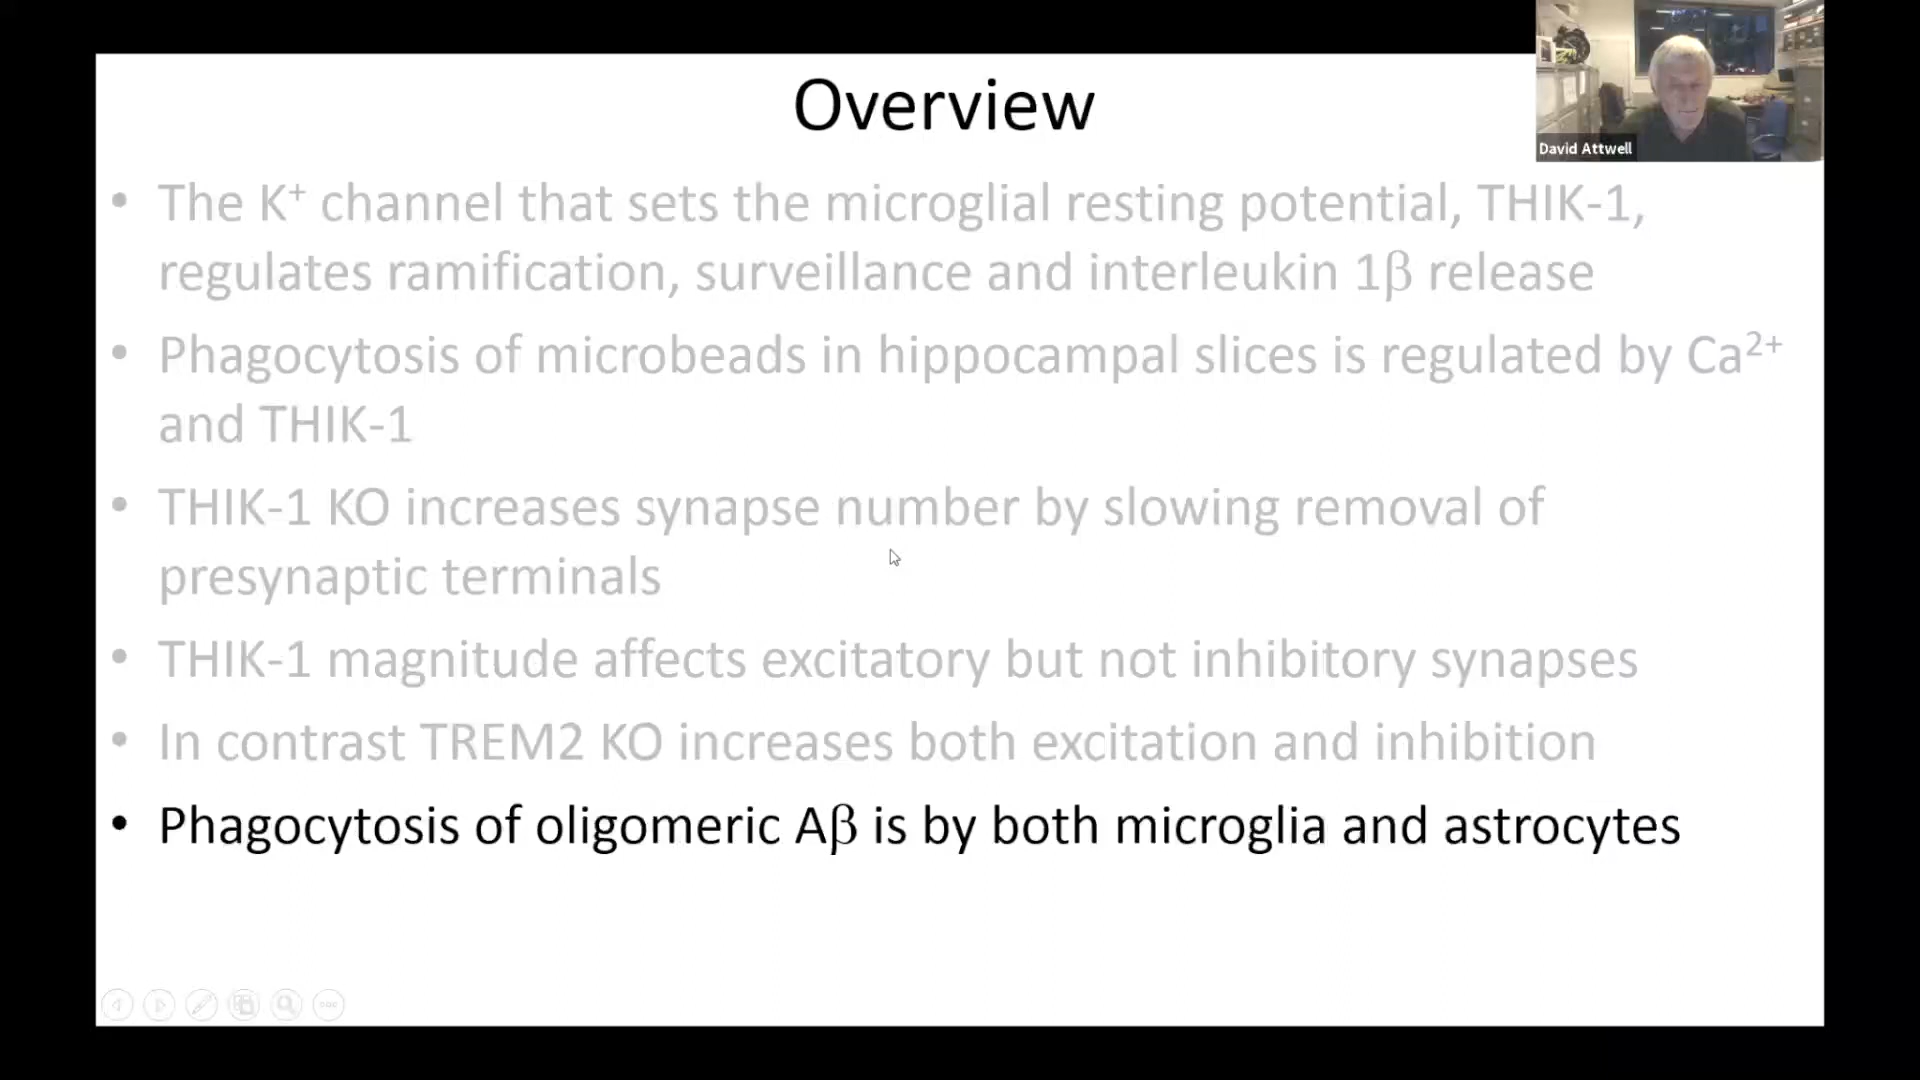 Overview
David Attwell
• The K⁺ channel that sets the microglial resting potential, THIK-1,
regulates ramification, surveillance and interleukin 1β release
• Phagocytosis of microbeads in hippocampal slices is regulated by Ca²⁺
and THIK-1
• THIK-1 KO increases synapse number by slowing removal of
presynaptic terminals
• THIK-1 magnitude affects excitatory but not inhibitory synapses
• In contrast TREM2 KO increases both excitation and inhibition
• Phagocytosis of oligomeric Aβ is by both microglia and astrocytes